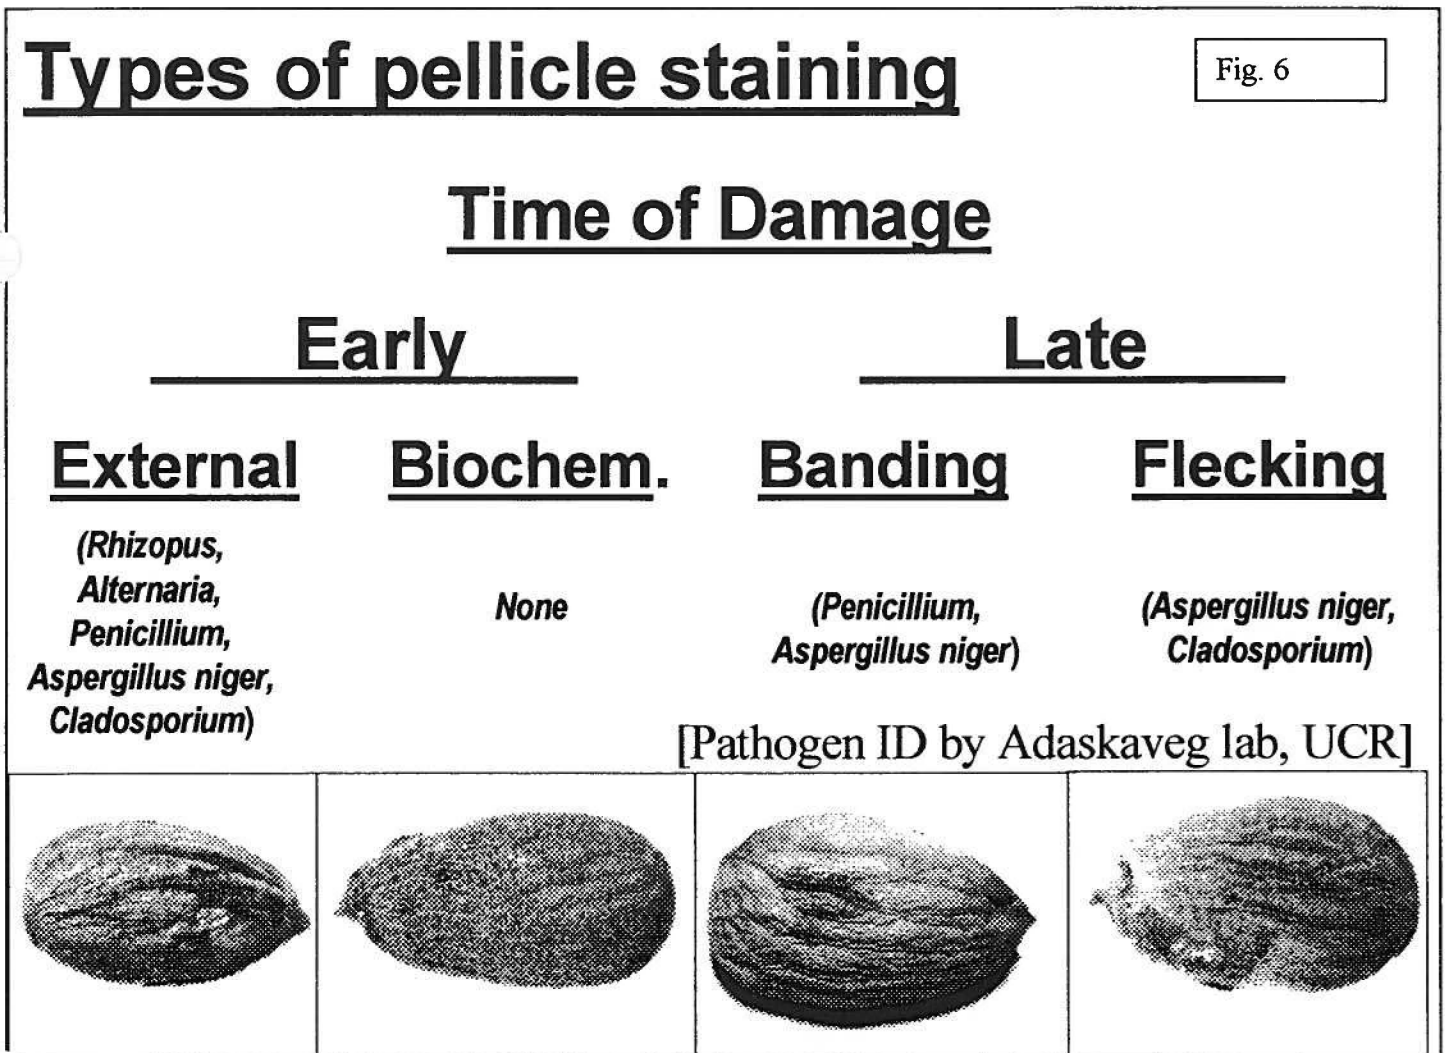 Types of pellicle staining
Fig. 6
Time of Damage
Early
Late
External
Biochem.
Banding
Flecking
(Rhizopus,
Alternaria,
Penicillium,
Aspergillus niger,
Cladosporium)
None
(Penicillium,
Aspergillus niger)
(Aspergillus niger,
Cladosporium)
[Pathogen ID by Adaskaveg lab, UCR]